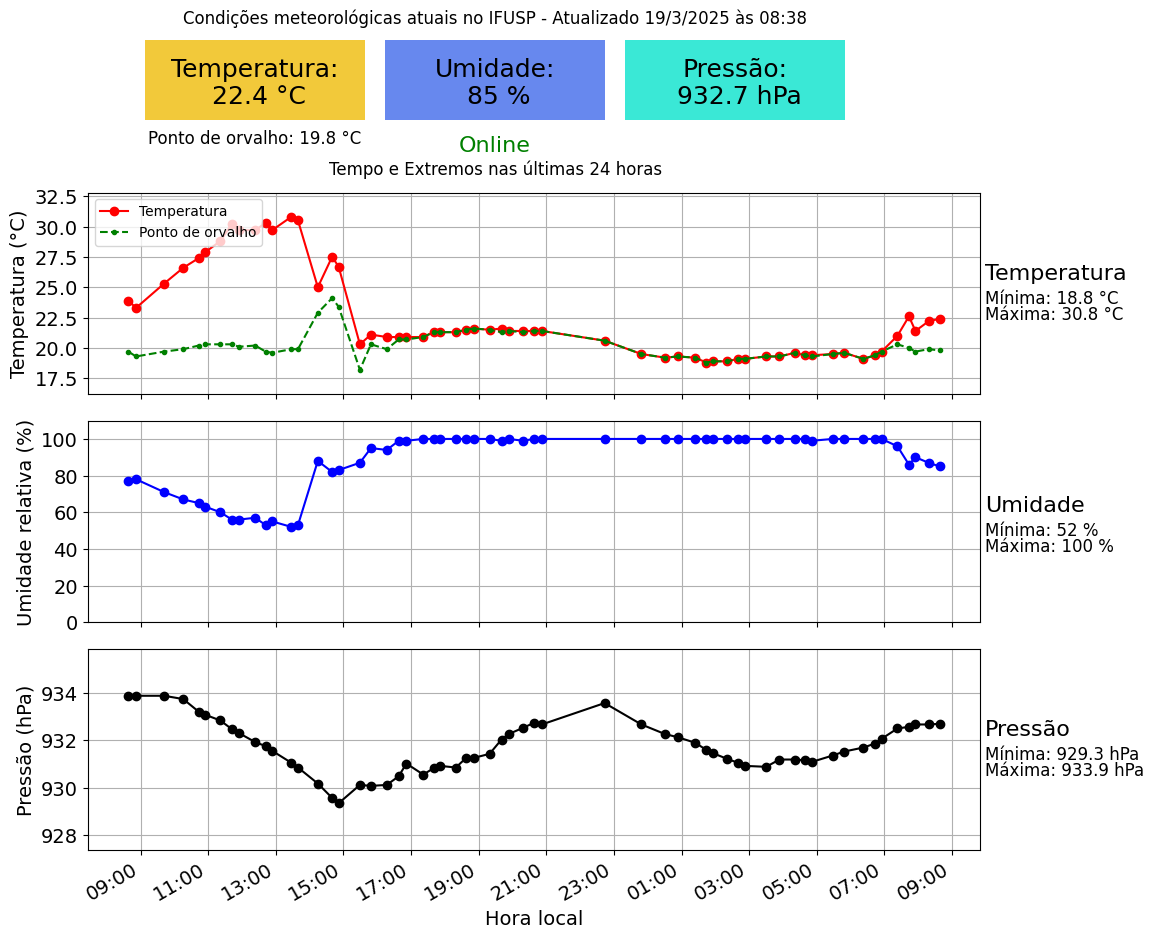 Condições meteorológicas atuais no IFUSP - Atualizado 19/3/2025 às 08:38
Temperatura:
22.4 °C
Umidade:
85 %
Pressão:
932.7 hPa
Ponto de orvalho: 19.8 °C
Online
Tempo e Extremos nas últimas 24 horas
Temperatura (°C)
32.5
30.0
27.5
25.0
22.5
20.0
17.5
Temperatura
Ponto de orvalho
Temperatura
Mínima: 18.8 °C
Máxima: 30.8 °C
Umidade relativa (%)
100
80
60
40
20
0
Umidade
Mínima: 52 %
Máxima: 100 %
Pressão (hPa)
934
932
930
928
Pressão
Mínima: 929.3 hPa
Máxima: 933.9 hPa
09:00 11:00 13:00 15:00 17:00 19:00 21:00 23:00 01:00 03:00 05:00 07:00 09:00
Hora local